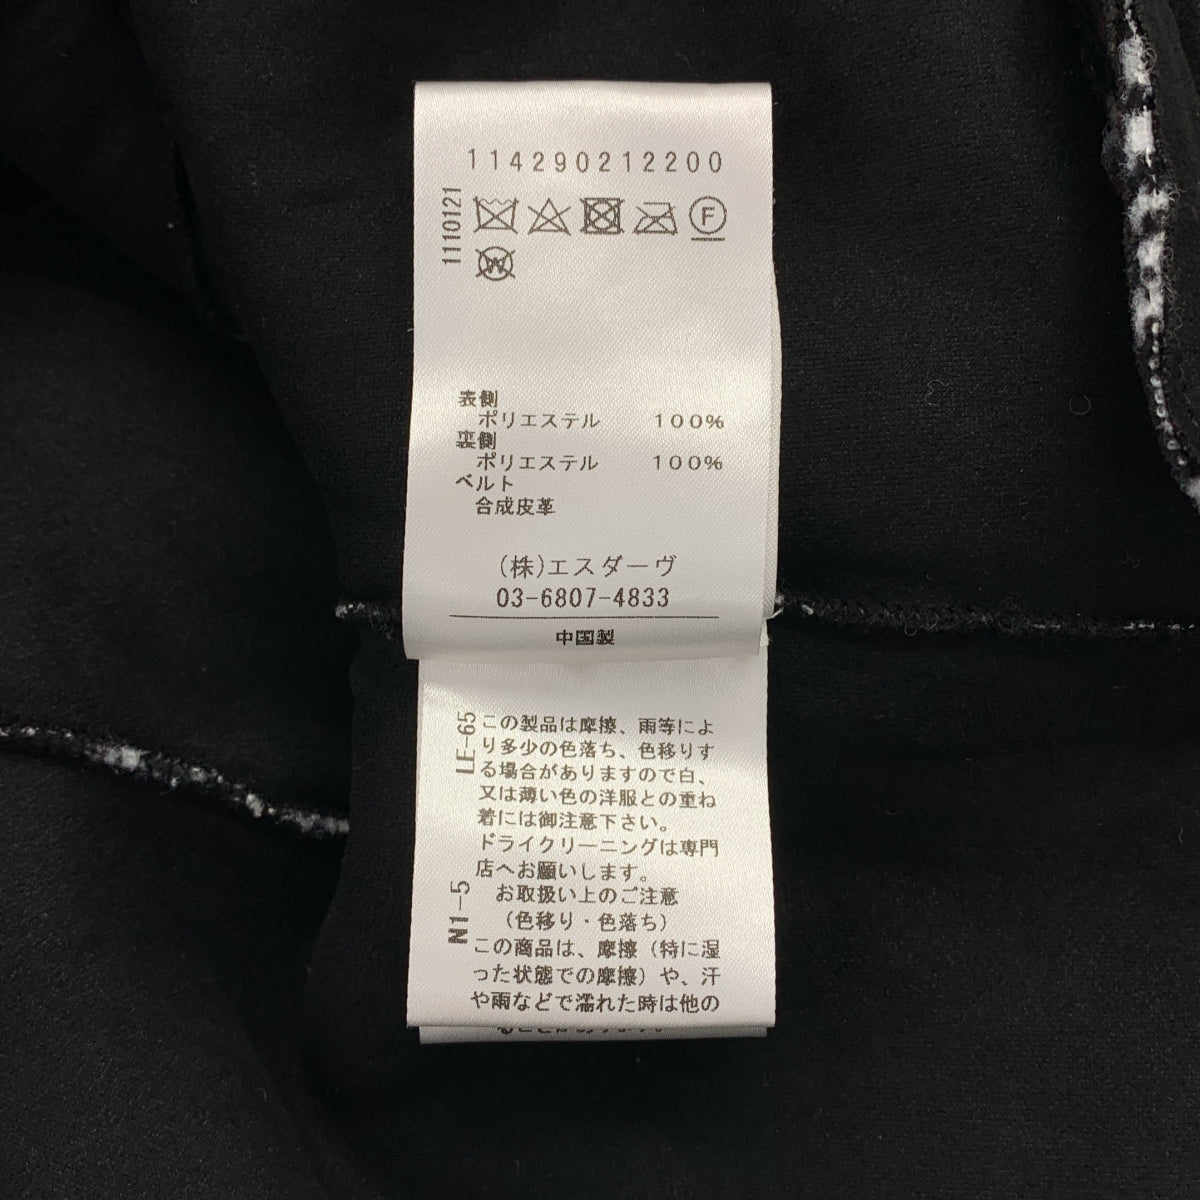 114290212200
1110121
F
W
表側
ポリエステル 100%
裏側
ポリエステル 100%
ベルト
合成皮革
(株)エスダーヴ
03-6807-4833
中国製
LE-65
この製品は摩擦、雨等によ
り多少の色落ち、色移りす
る場合がありますので白、
又は薄い色の洋服との重ね
着には御注意下さい。
ドライクリーニングは専門
店へお願いします。
N1-5
お取扱い上のご注意
(色移り・色落ち)
この商品は、摩擦(特に湿
った状態での摩擦)や、汗
や雨などで濡れた時は他の